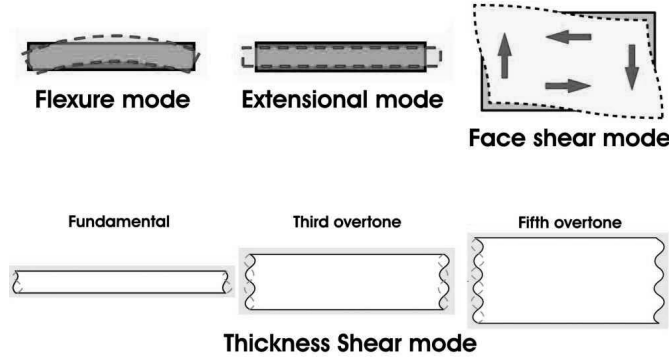 Flexure mode
Extensional mode
Face shear mode
Fundamental
Third overtone
Fifth overtone
Thickness Shear mode